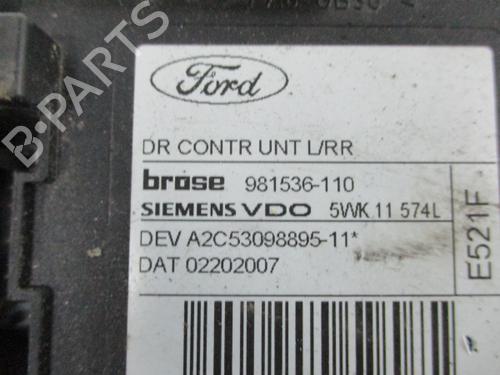 Ford
DR CONTR UNT L/RR
brose 981536-110
SIEMENS VDO 5WK 11 574L
DEV A2C53098895-11*
DAT 02202007
E521F
B-PARTS